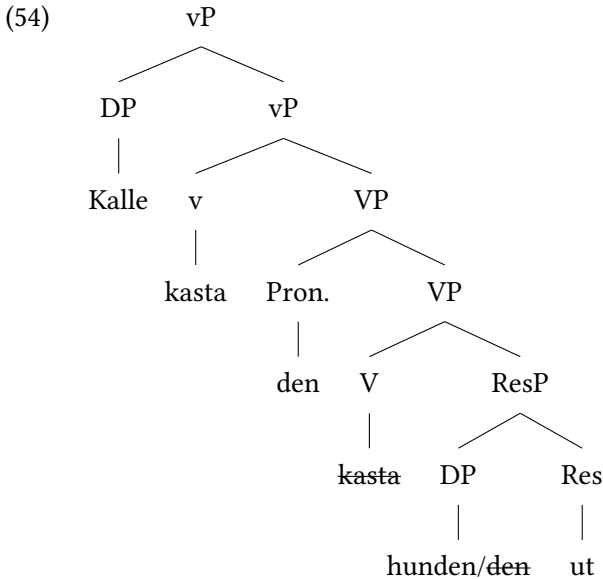 (54) vP
DP vP
Kalle v VP
kasta Pron. VP
den V ResP
kasta DP Res
hunden/den ut